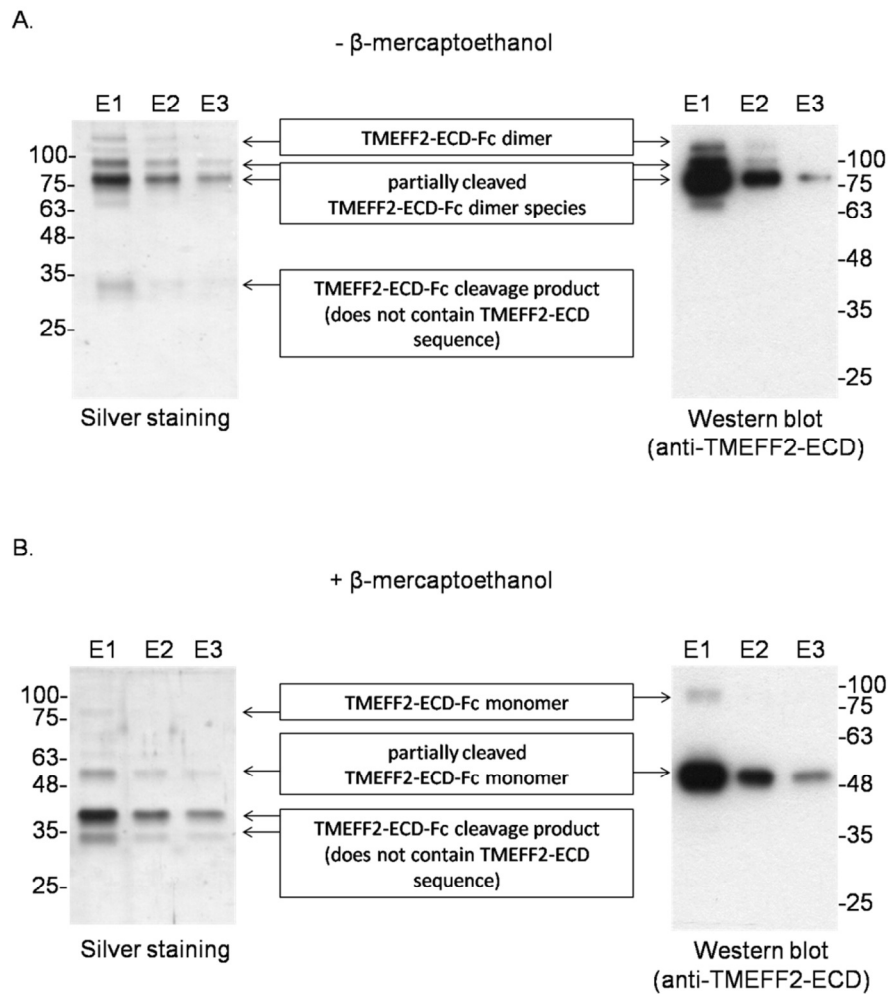 A.
- β-mercaptoethanol
E1 E2 E3
E1 E2 E3
100-
75-
63-
48-
35-
25-
TMEFF2-ECD-Fc dimer
partially cleaved
TMEFF2-ECD-Fc dimer species
TMEFF2-ECD-Fc cleavage product
(does not contain TMEFF2-ECD
sequence)
-100
-75
-63
-48
-35
-25
Silver staining
Western blot
(anti-TMEFF2-ECD)
B.
+ β-mercaptoethanol
E1 E2 E3
E1 E2 E3
100-
75-
63-
48-
35-
25-
TMEFF2-ECD-Fc monomer
partially cleaved
TMEFF2-ECD-Fc monomer
TMEFF2-ECD-Fc cleavage product
(does not contain TMEFF2-ECD
sequence)
-100
-75
-63
-48
-35
-25
Silver staining
Western blot
(anti-TMEFF2-ECD)